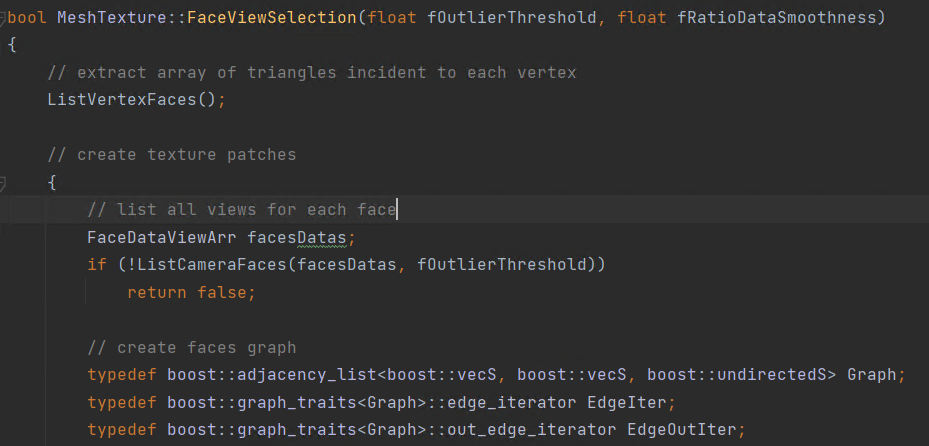 bool MeshTexture::FaceViewSelection(float fOutlierThreshold, float fRatioDataSmoothness)
{
    // extract array of triangles incident to each vertex
    ListVertexFaces();

    // create texture patches
    {
        // list all views for each face
        FaceDataViewArr facesDatas;
        if (!ListCameraFaces(facesDatas, fOutlierThreshold))
            return false;

        // create faces graph
        typedef boost::adjacency_list<boost::vecS, boost::vecS, boost::undirectedS> Graph;
        typedef boost::graph_traits<Graph>::edge_iterator EdgeIter;
        typedef boost::graph_traits<Graph>::out_edge_iterator EdgeOutIter;